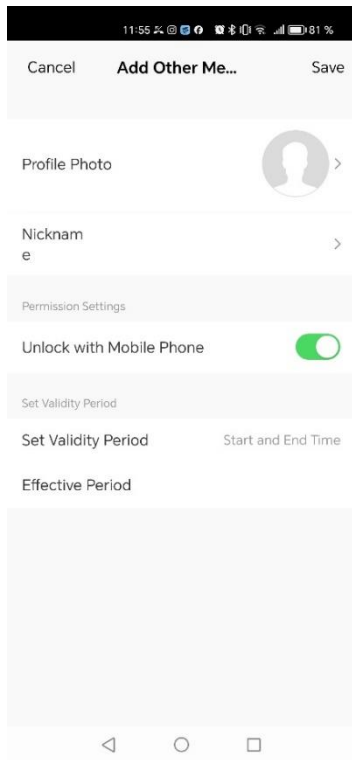 11:55 81 %
Cancel Add Other Me... Save
Profile Photo
Nicknam
e
Permission Settings
Unlock with Mobile Phone
Set Validity Period
Set Validity Period Start and End Time
Effective Period